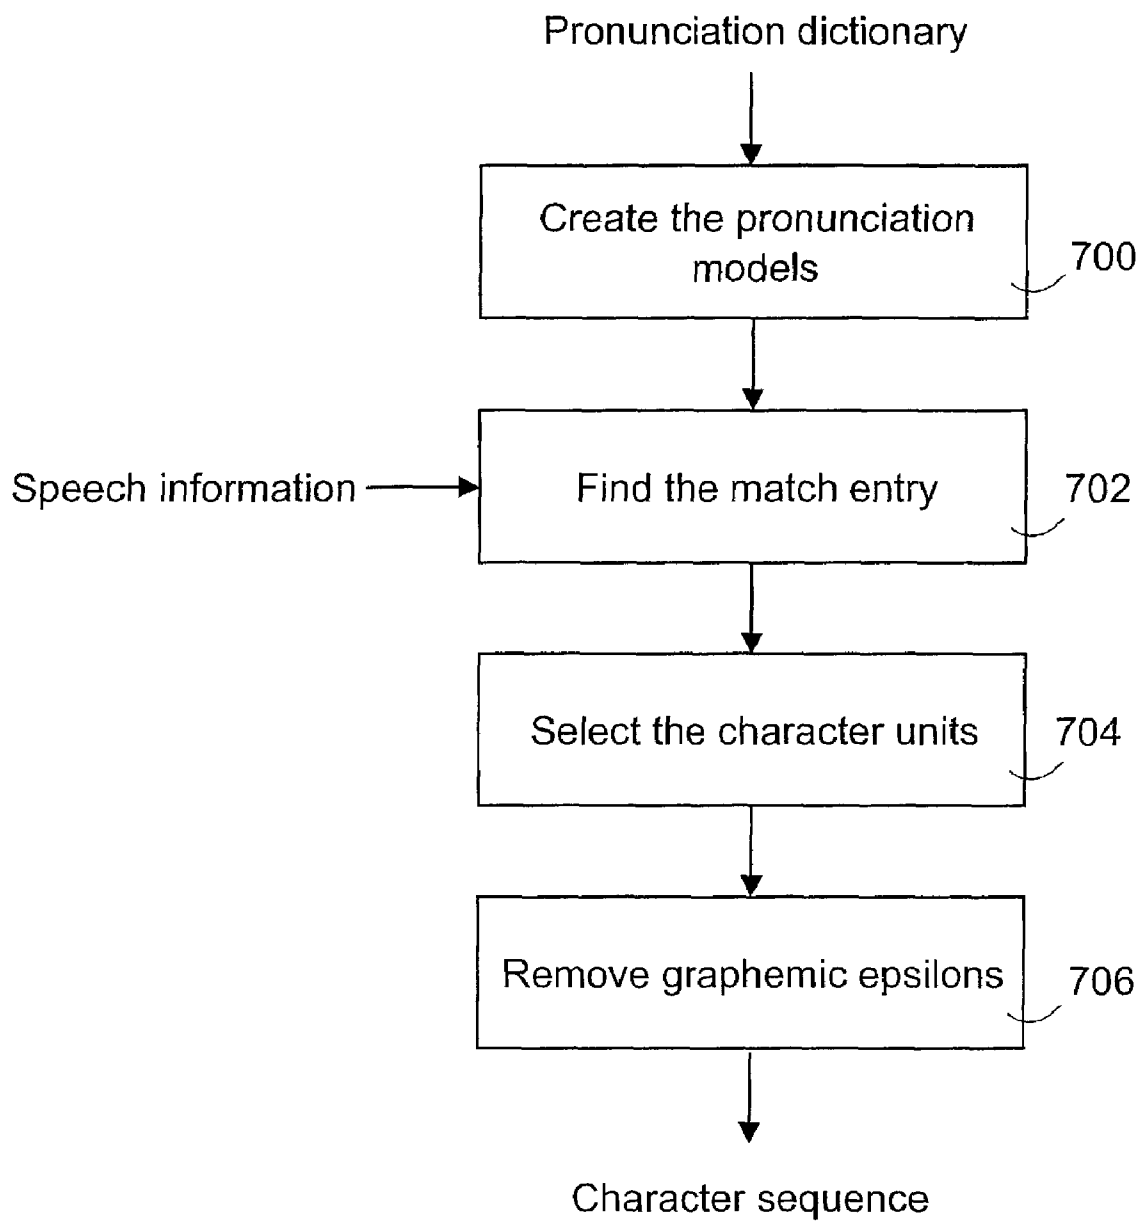 Pronunciation dictionary
Create the pronunciation
models
700
Speech information
Find the match entry
702
Select the character units
704
Remove graphemic epsilons
706
Character sequence